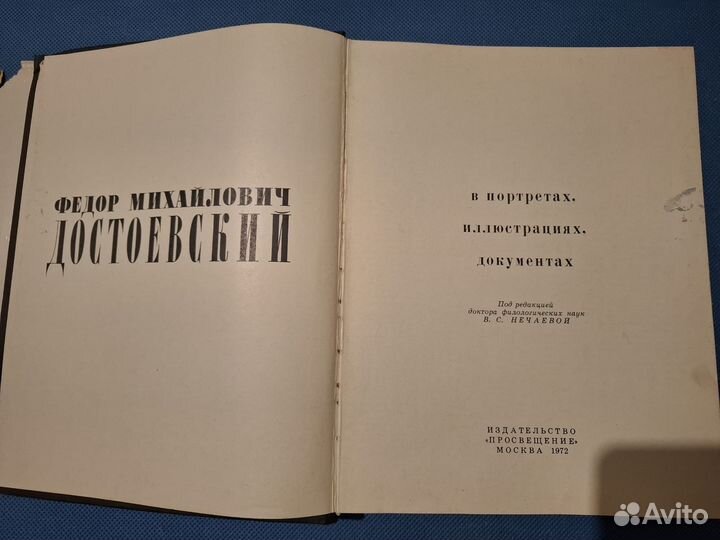 ФЕДОР МИХАЙЛОВИЧ
ДОСТОЕВСКИЙ
в портретах,
иллюстрациях,
документах
Под редакцией
доктора филологических наук
В. С. НЕЧАЕВОЙ
ИЗДАТЕЛЬСТВО
«ПРОСВЕЩЕНИЕ»
МОСКВА 1972
Avito